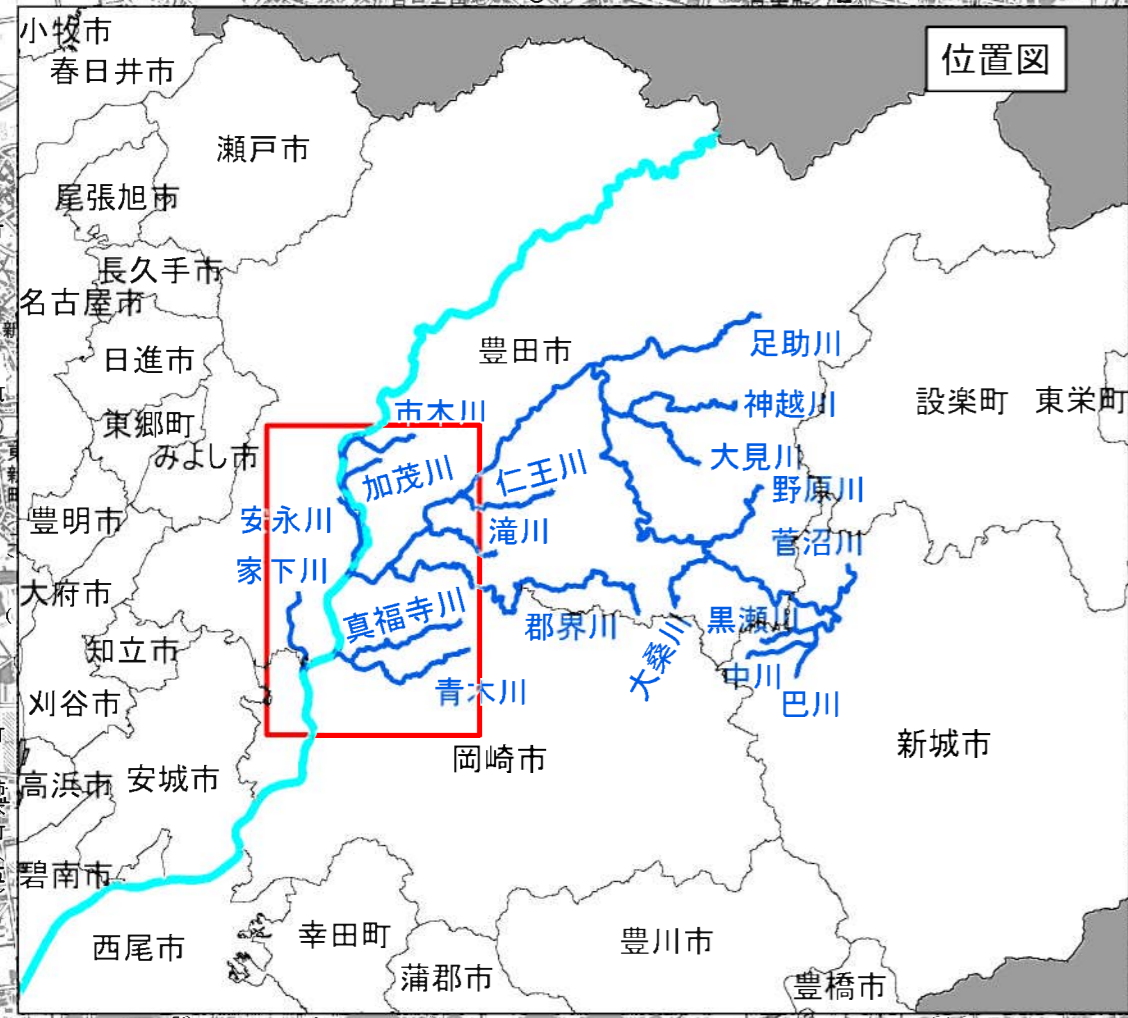 小牧市
春日井市
位置図
瀬戸市
尾張旭市
長久手市
名古屋市
新
豊田市
足助川
日進市
設楽町
東栄町
神越川
市木川
東郷町
みよし市
大見川
仁王川
加茂川
野原川
豊明市
安永川
滝川
菅沼川
家下川
大府市
真福寺川
郡界川
黒瀬川
知立市
大桑川
中川
刈谷市
青木川
巴川
新城市
岡崎市
高浜市
安城市
碧南市
西尾市
幸田町
豊川市
蒲郡市
豊橋市